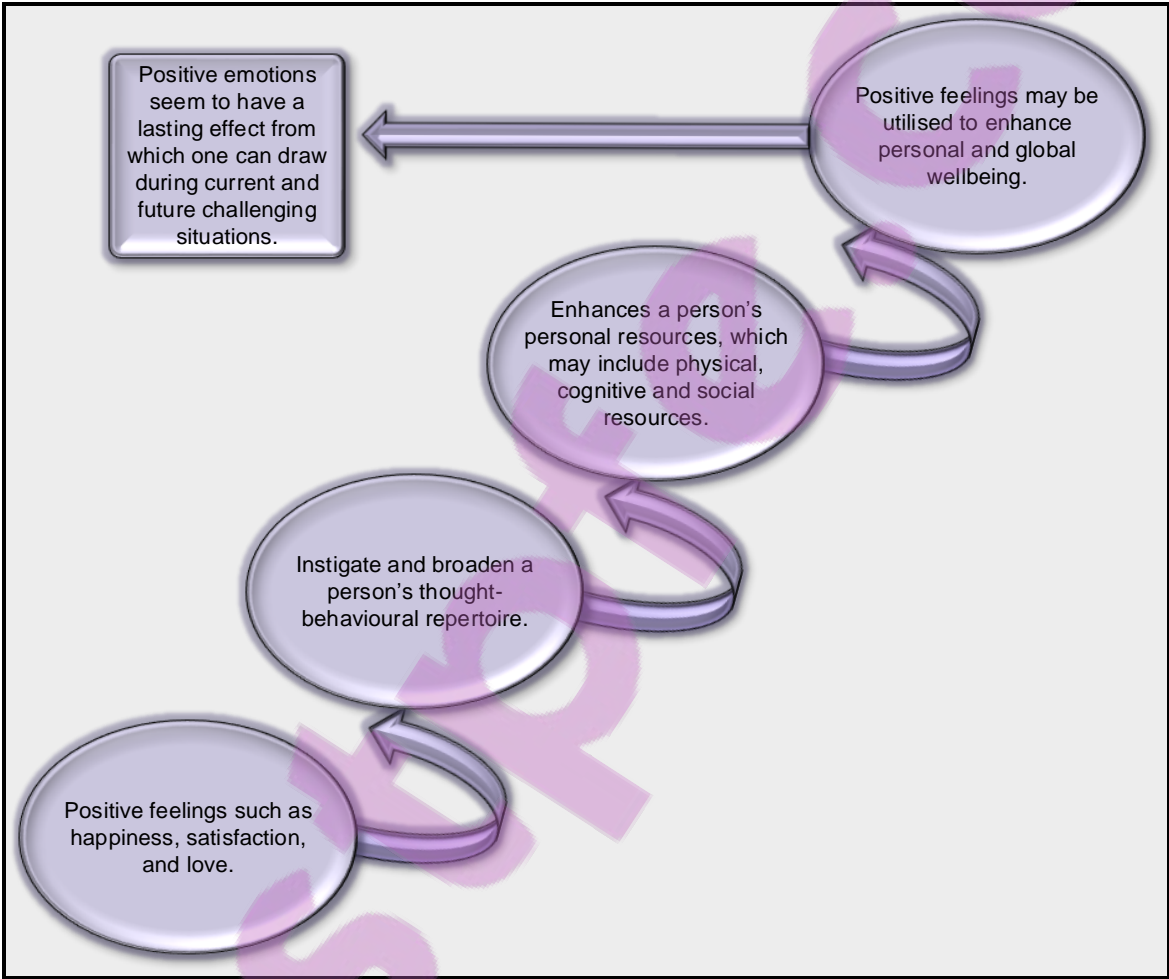 Positive emotions
seem to have a
lasting effect from
which one can draw
during current and
future challenging
situations.
Positive feelings may be
utilised to enhance
personal and global
wellbeing.
Enhances a person’s
personal resources, which
may include physical,
cognitive and social
resources.
Instigate and broaden a
person’s thought-
behavioural repertoire.
Positive feelings such as
happiness, satisfaction,
and love.